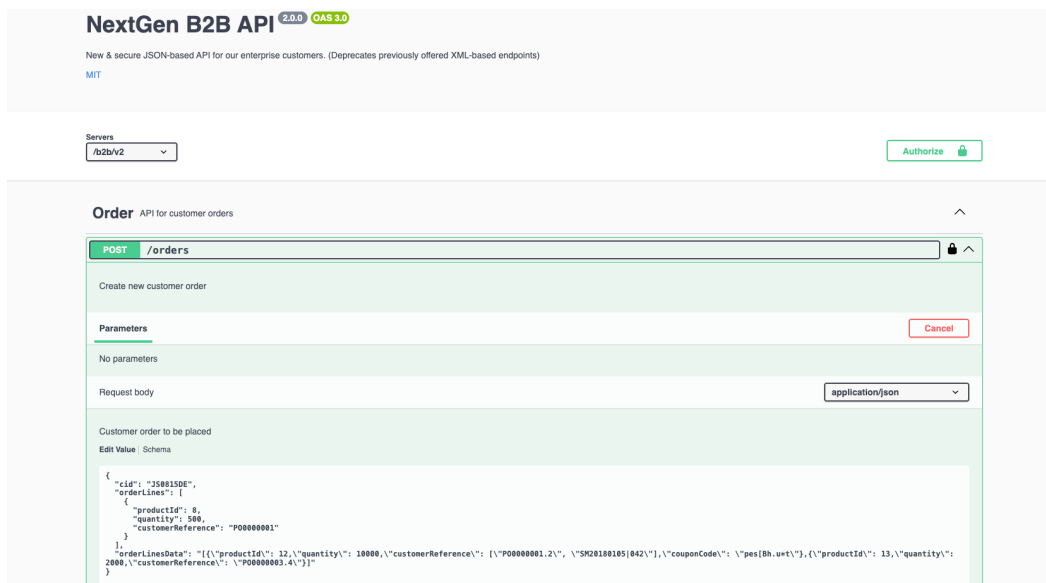 NextGen B2B API 2.0.0 OAS 3.0
New & secure JSON-based API for our enterprise customers. (Deprecates previously offered XML-based endpoints)
MIT
Servers
/b2b/v2
Authorize
Order API for customer orders
POST /orders
Create new customer order
Parameters
Cancel
No parameters
Request body
application/json
Customer order to be placed
Edit Value | Schema
{
  "cid": "JS0815DE",
  "orderLines": [
    {
      "productId": 8,
      "quantity": 500,
      "customerReference": "PO0000001"
    }
  ],
  "orderLinesData": "[{\"productId\": 12,\"quantity\": 10000,\"customerReference\": [\"PO0000001.2\", \"SM20180105|042\"],\"couponCode\": \"pes[Bh.u*t\"},{\"productId\": 13,\"quantity\":
2000,\"customerReference\": \"PO0000003.4\"}]"
}